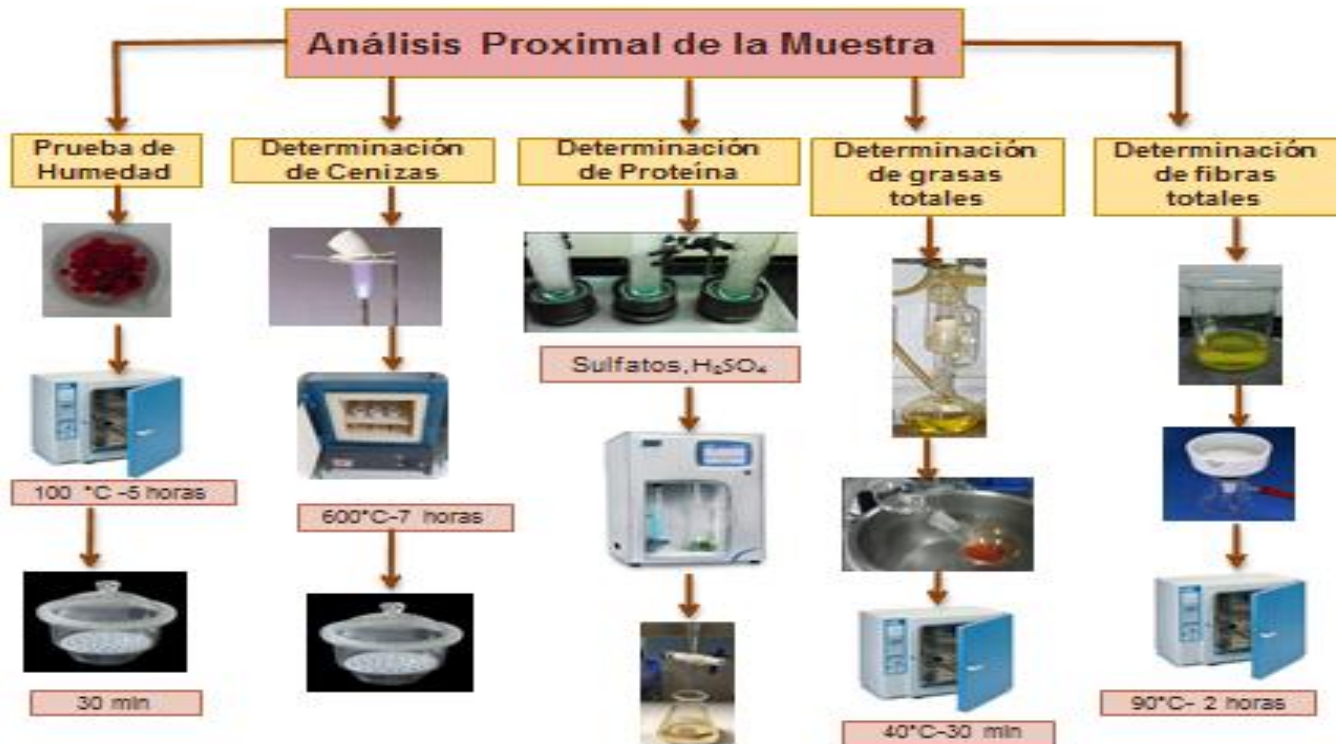 Análisis Proximal de la Muestra
Prueba de
Humedad
Determinación
de Cenizas
Determinación
de Proteína
Determinación
de grasas
totales
Determinación
de fibras
totales
Sulfatos, H₂SO₄
100 °C -5 horas
600°C-7 horas
30 min
40°C-30 min
90°C- 2 horas